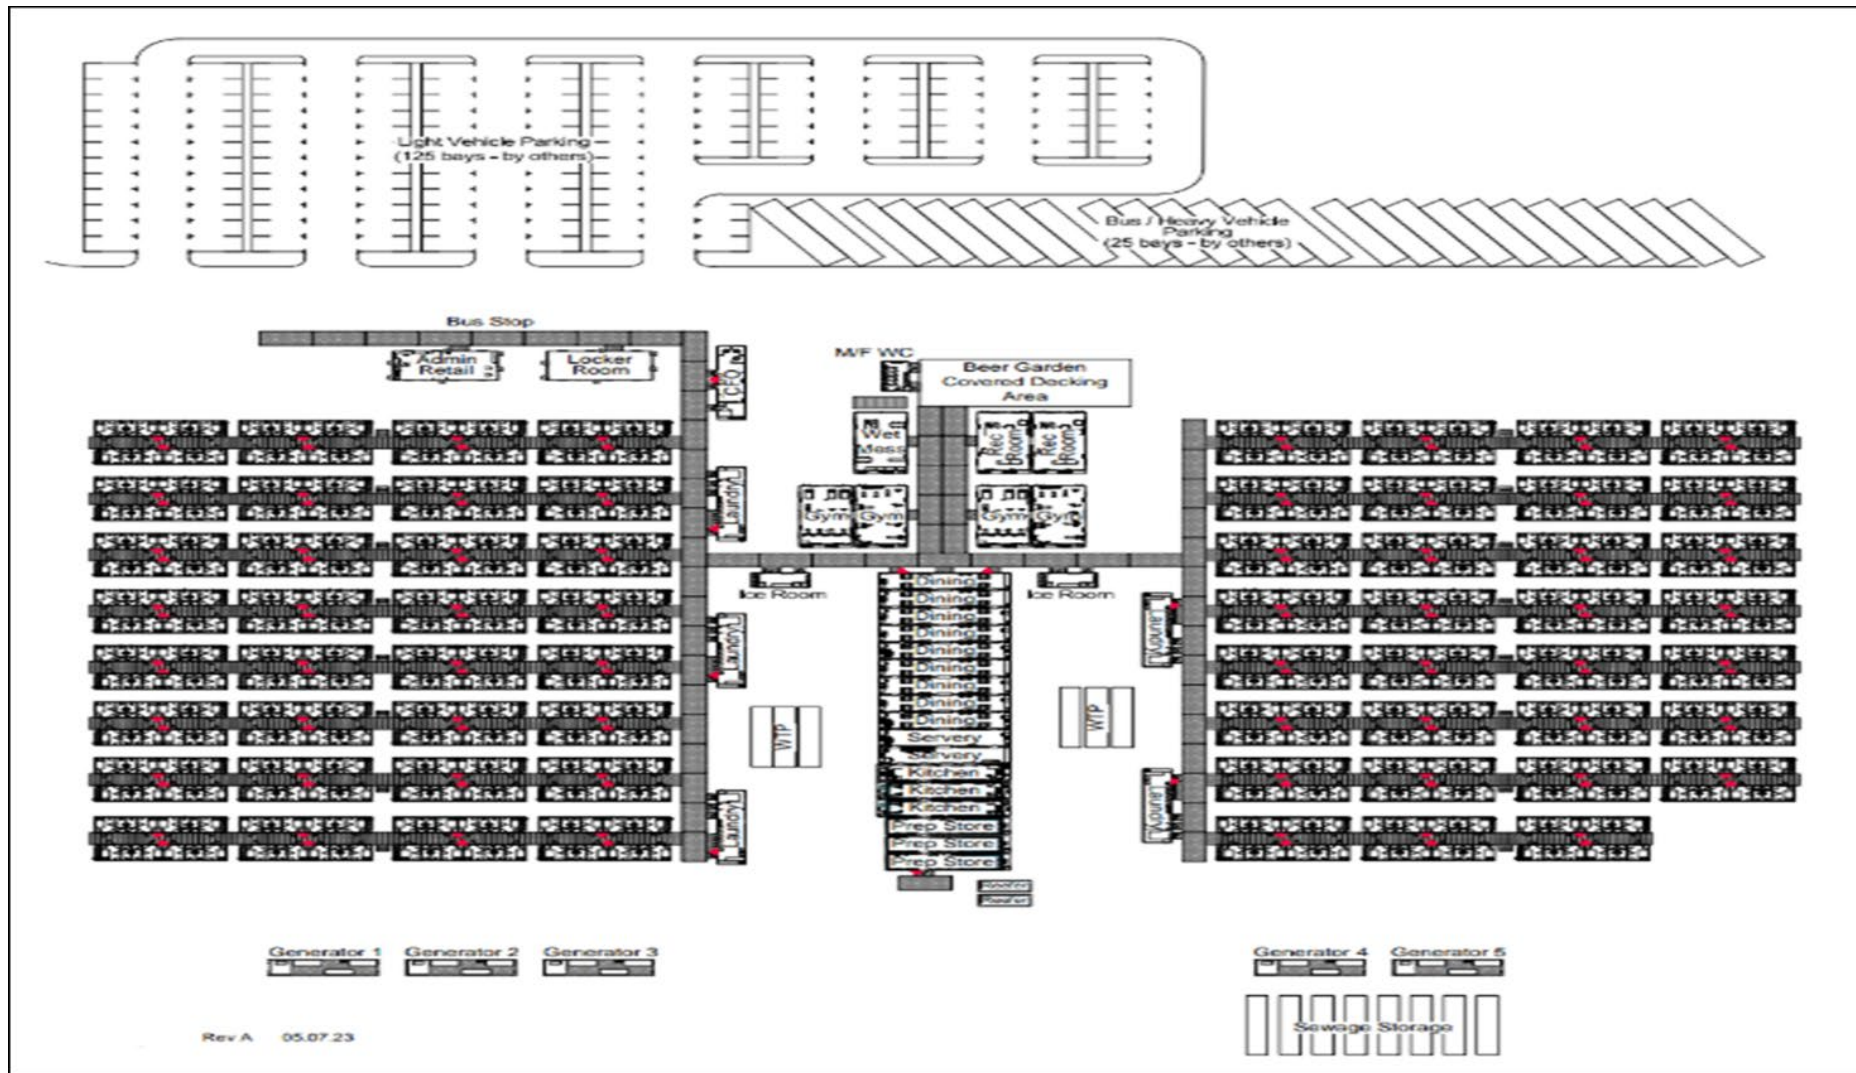 Light Vehicle Parking
(125 bays - by others)
Bus / Heavy Vehicle
Parking
(25 bays - by others)
Bus Stop
Admin
Retail
Locker
Room
M/F WC
Beer Garden
Covered Decking
Area
Wet
Mess
Rec
Room
Rec
Room
Laundry
Gym
Gym
Gym
Gym
Ice Room
Ice Room
Dining
Dining
Dining
Dining
Dining
Dining
Dining
Dining
Dining
Servery
Servery
Kitchen
Kitchen
Kitchen
Prep Store
Prep Store
Prep Store
Laundry
Laundry
WTP
WTP
Laundry
Laundry
Reefer
Reefer
Generator 1
Generator 2
Generator 3
Generator 4
Generator 5
Sewage Storage
Rev A 05.07.23